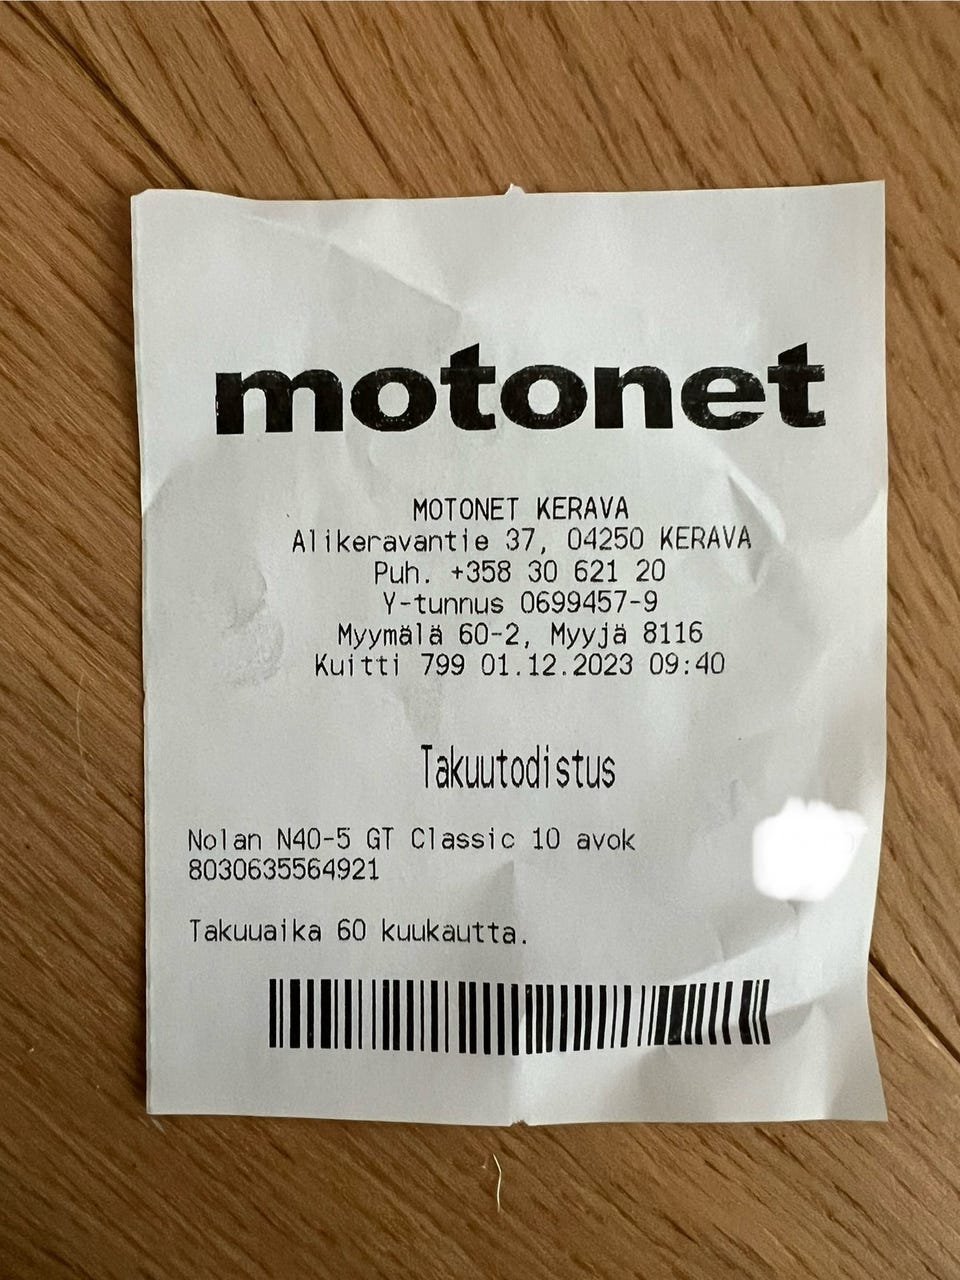 motonet
MOTONET KERAVA
Alikeravantie 37, 04250 KERAVA
Puh. +358 30 621 20
Y-tunnus 0699457-9
Myymälä 60-2, Myyjä 8116
Kuitti 799 01.12.2023 09:40
Takuutodistus
Nolan N40-5 GT Classic 10 avok
8030635564921
Takuuaika 60 kuukautta.